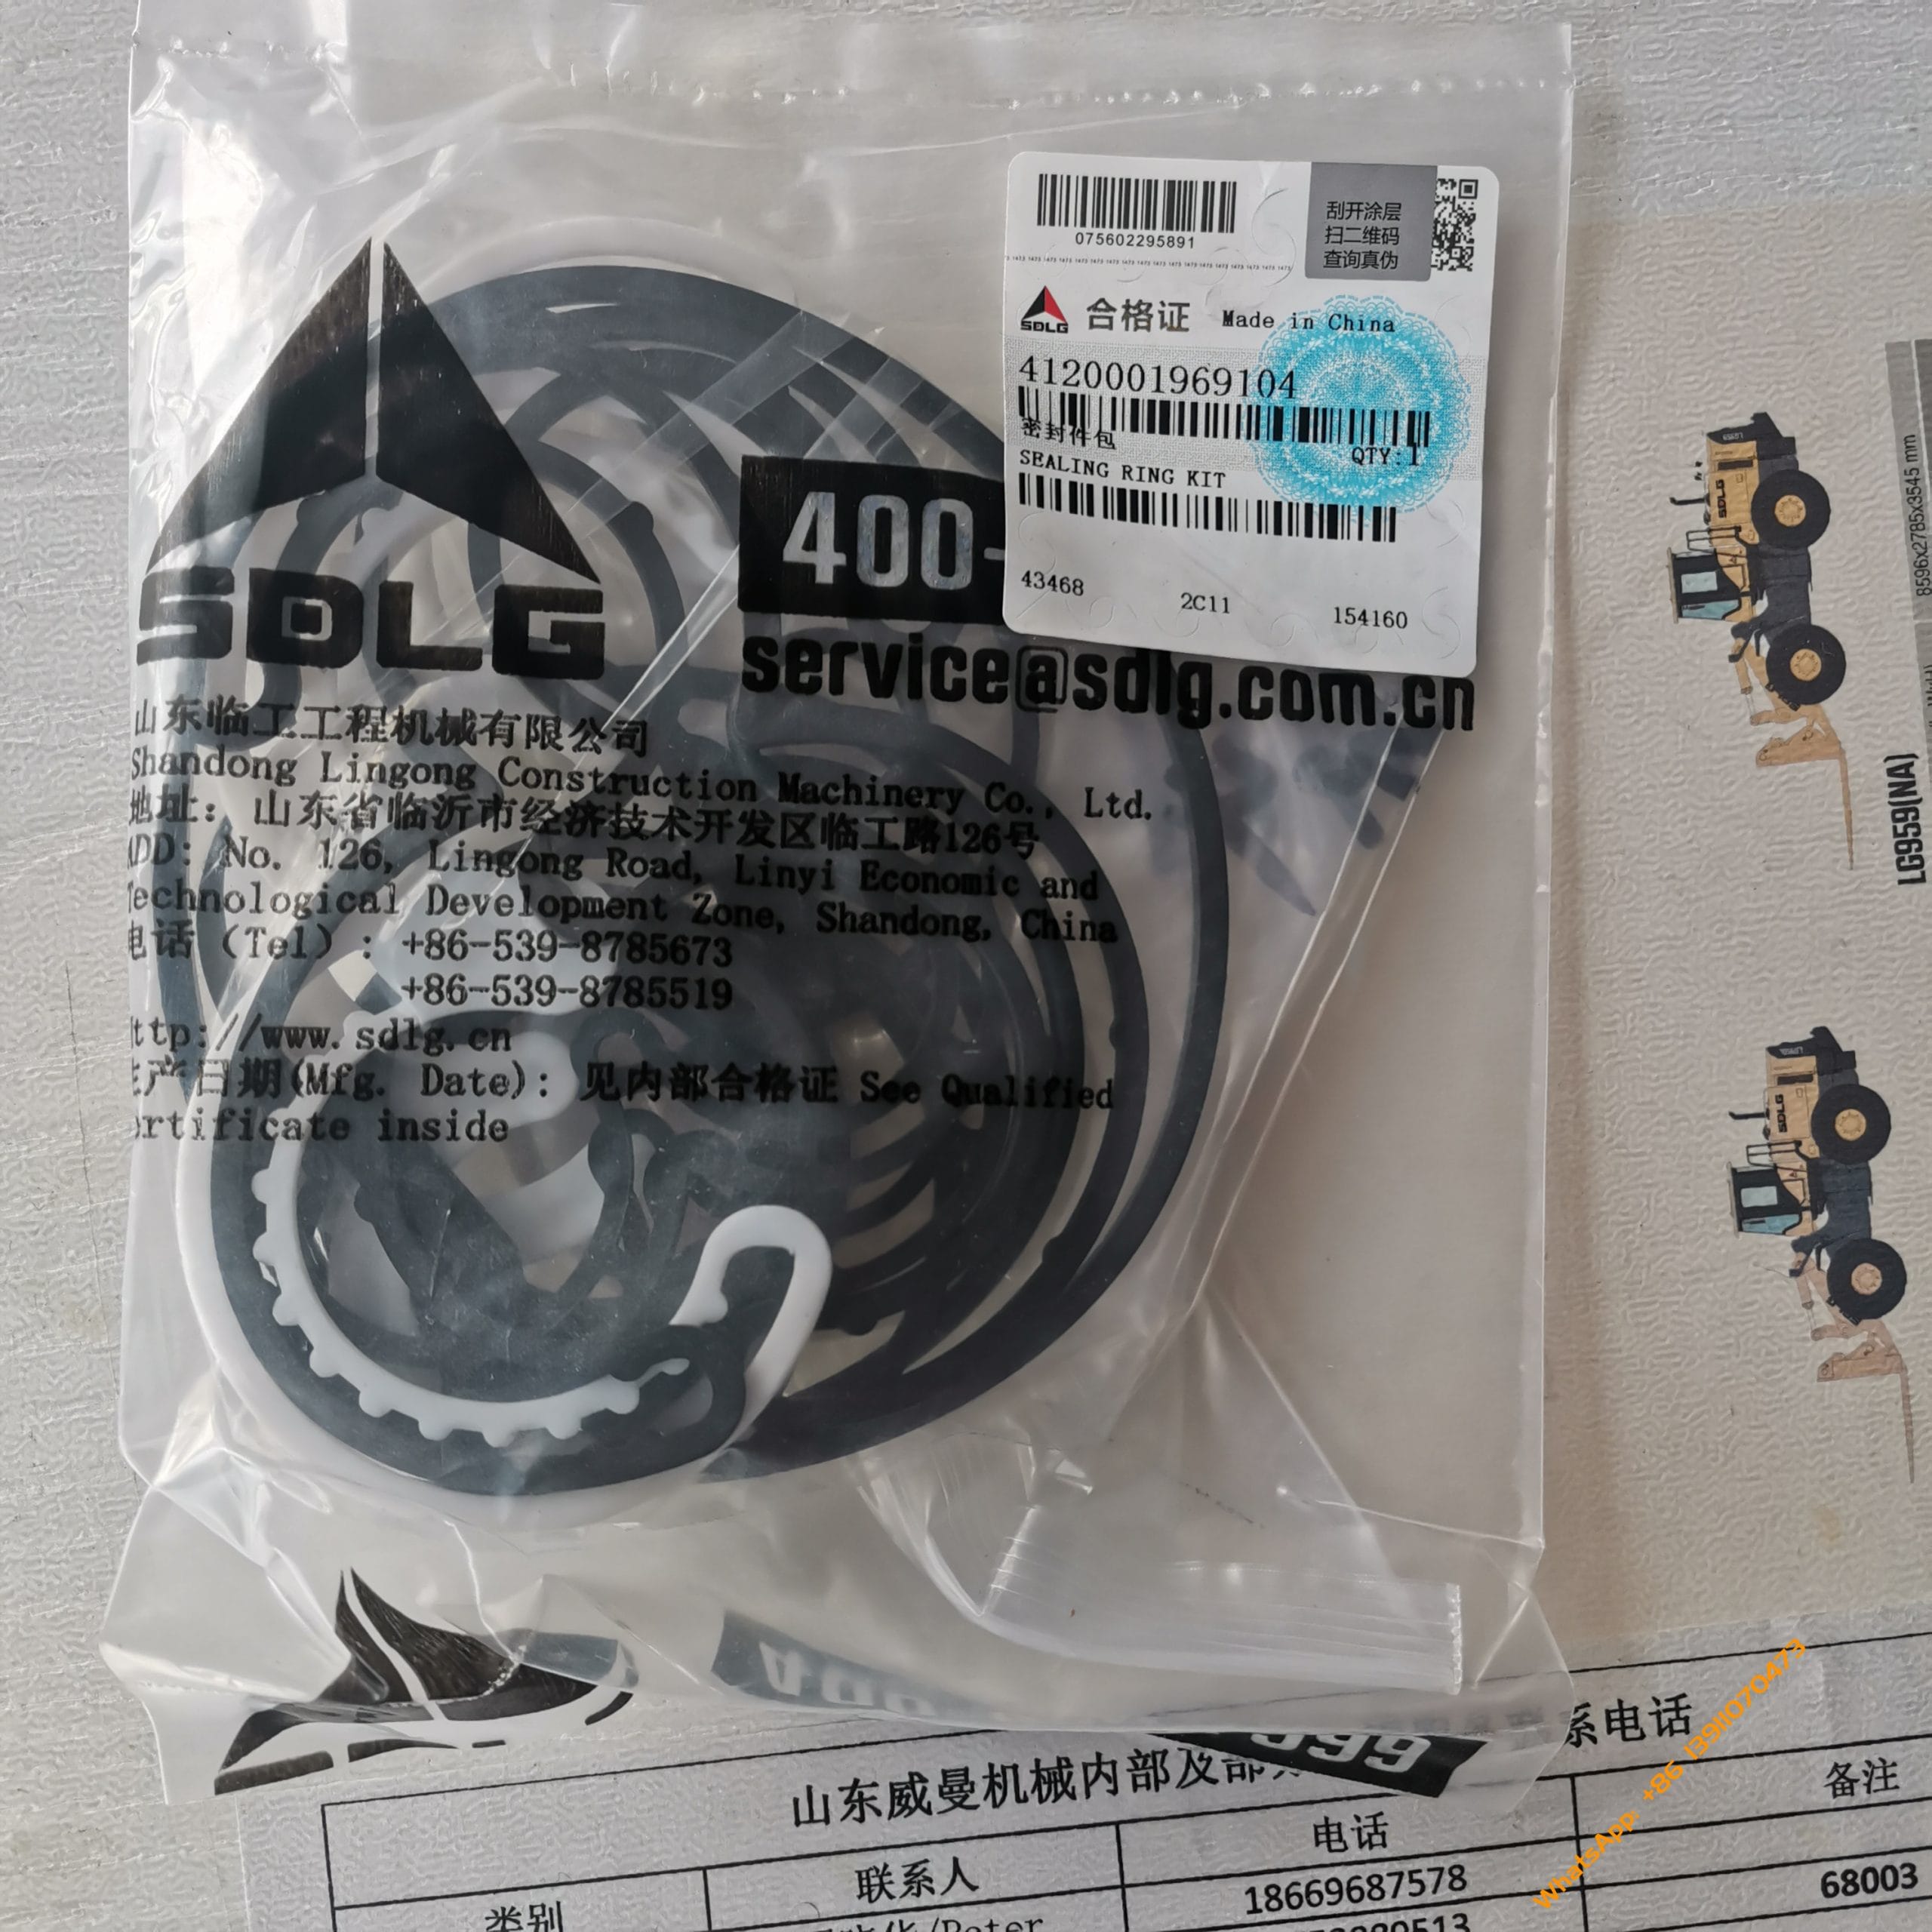 075602295891
刮开涂层
扫二维码
查询真伪
SDLG
合格证 Made in China
4120001969104
密封件包
QTY:1
SEALING RING KIT
43468 2C11 154160
SDLG
400-
service@sdlg.com.cn
山东临工工程机械有限公司
Shandong Lingong Construction Machinery Co., Ltd.
地址：山东省临沂市经济技术开发区临工路126号
ADD: No. 126, Lingong Road, Linyi Economic and
Technological Development Zone, Shandong, China
电话（Tel）：+86-539-8785673
+86-539-8785519
http://www.sdlg.cn
生产日期(Mfg. Date): 见内部合格证 See Qualified
ertificate inside
8596x2785x3545 mm
LG959(NA)
SDLG
SDLG
999
山东威曼机械内部及部
系电话
类别
联系人
电话
备注
18669687578
68003
/Peter
WhatsApp: +86 13911070473